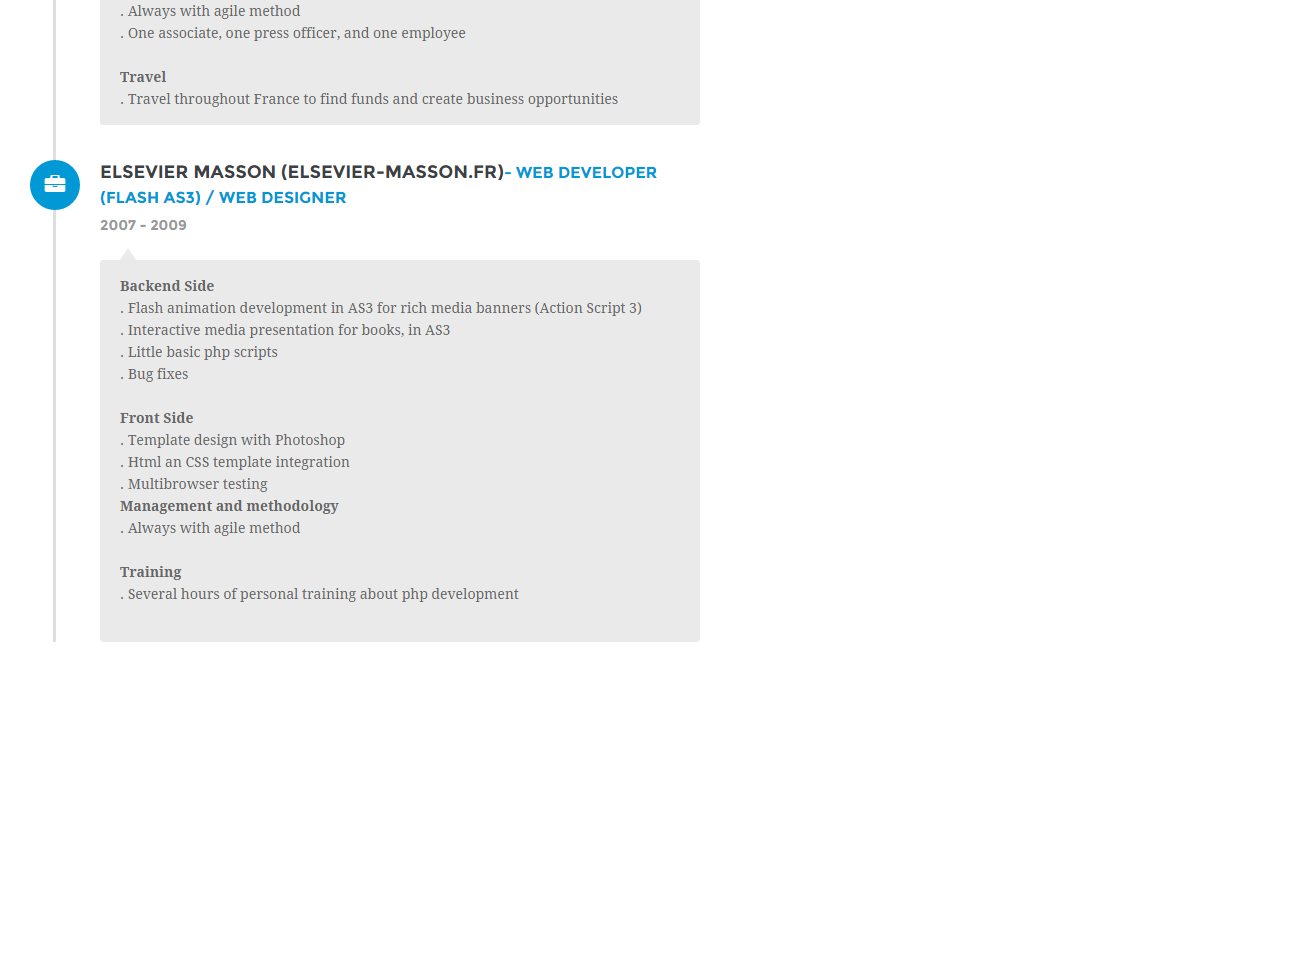 . Always with agile method
. One associate, one press officer, and one employee
Travel
. Travel throughout France to find funds and create business opportunities
ELSEVIER MASSON (ELSEVIER-MASSON.FR)- WEB DEVELOPER
(FLASH AS3) / WEB DESIGNER
2007 - 2009
Backend Side
. Flash animation development in AS3 for rich media banners (Action Script 3)
. Interactive media presentation for books, in AS3
. Little basic php scripts
. Bug fixes
Front Side
. Template design with Photoshop
. Html an CSS template integration
. Multibrowser testing
Management and methodology
. Always with agile method
Training
. Several hours of personal training about php development